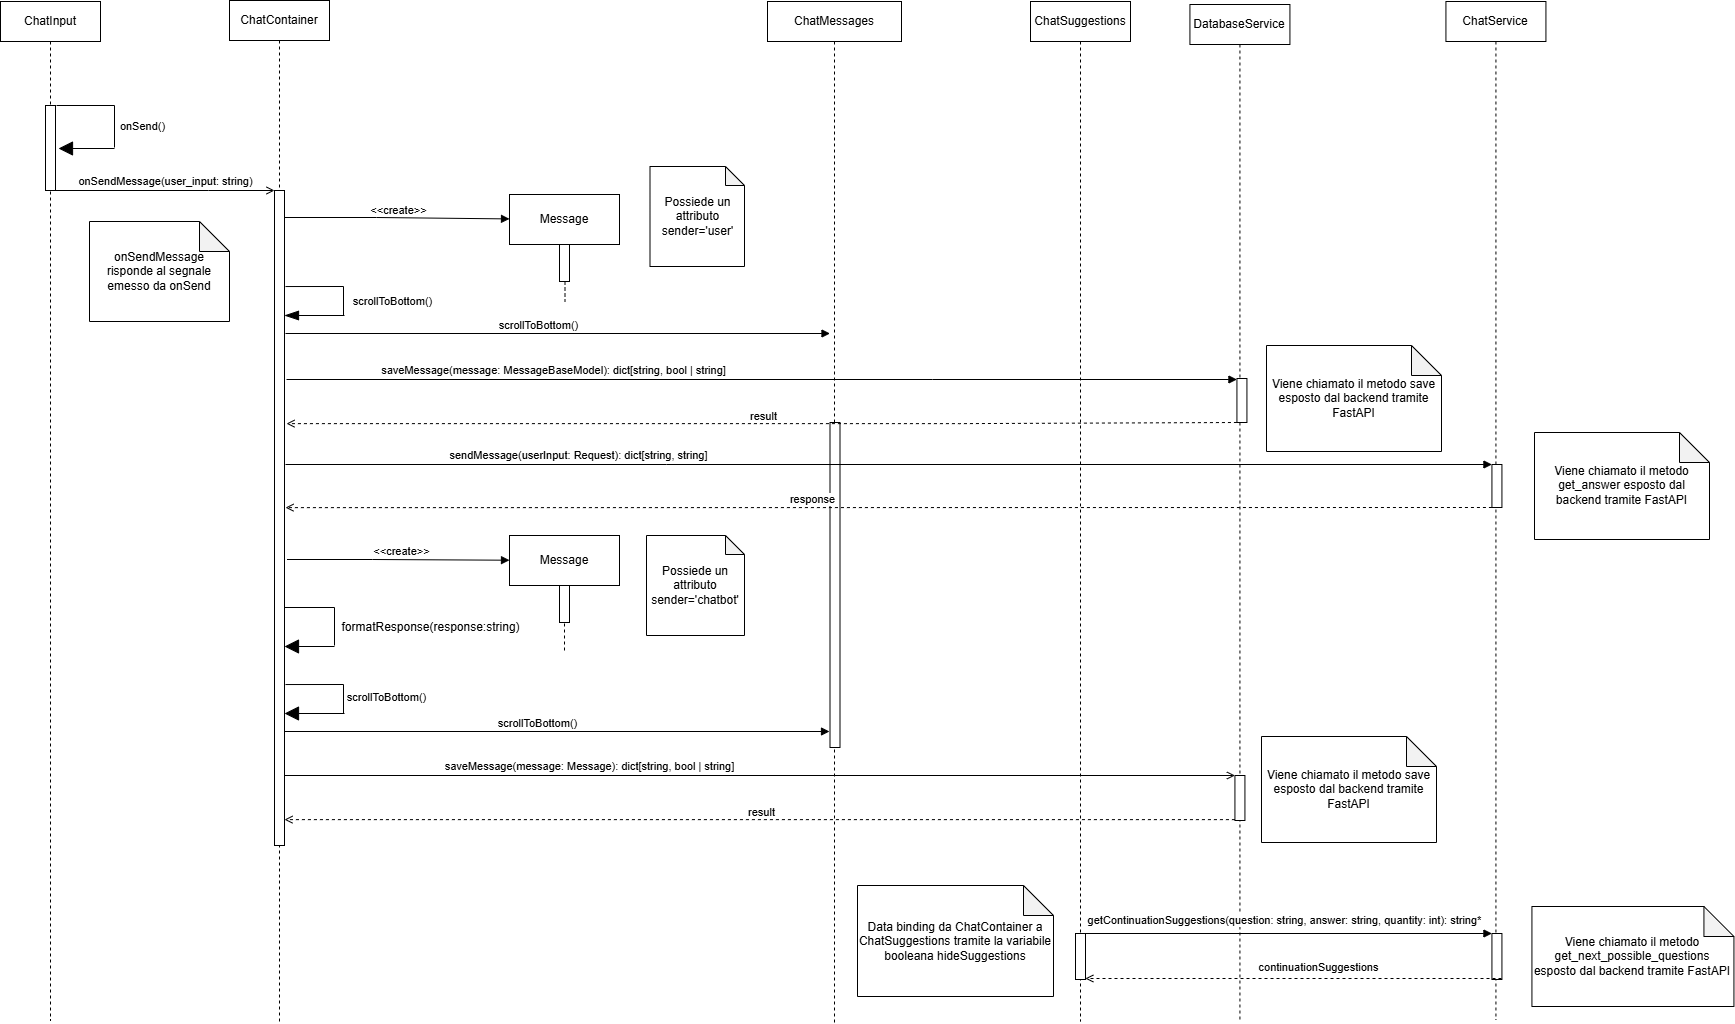 ChatInput
ChatContainer
ChatMessages
ChatSuggestions
DatabaseService
ChatService
onSend()
onSendMessage(user_input: string)
onSendMessage
risponde al segnale
emesso da onSend
<<create>>
Message
Possiede un
attributo
sender='user'
scrollToBottom()
scrollToBottom()
saveMessage(message: MessageBaseModel): dict[string, bool | string]
Viene chiamato il metodo save
esposto dal backend tramite
FastAPI
result
sendMessage(userInput: Request): dict[string, string]
Viene chiamato il metodo
get_answer esposto dal
backend tramite FastAPI
response
<<create>>
Message
Possiede un
attributo
sender='chatbot'
formatResponse(response:string)
scrollToBottom()
scrollToBottom()
saveMessage(message: Message): dict[string, bool | string]
Viene chiamato il metodo save
esposto dal backend tramite
FastAPI
result
Data binding da ChatContainer a
ChatSuggestions tramite la variabile
booleana hideSuggestions
getContinuationSuggestions(question: string, answer: string, quantity: int): string*
continuationSuggestions
Viene chiamato il metodo
get_next_possible_questions
esposto dal backend tramite FastAPI